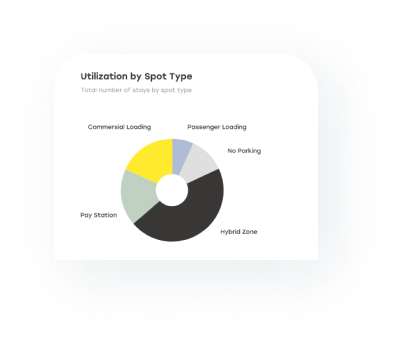 Utilization by Spot Type
Total number of stays by spot type
Commersial Loading
Passenger Loading
No Parking
Pay Station
Hybrid Zone